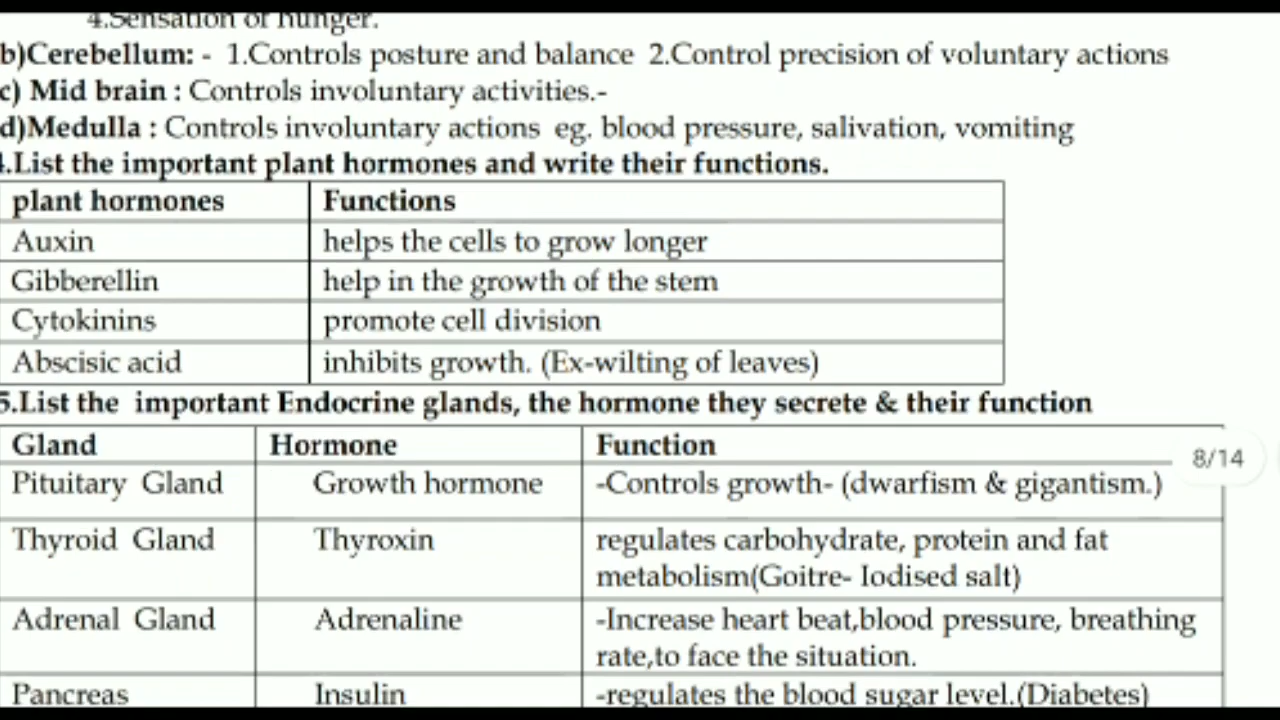 4.Sensation of hunger.
b)Cerebellum: - 1.Controls posture and balance 2.Control precision of voluntary actions
c) Mid brain : Controls involuntary activities.-
d)Medulla : Controls involuntary actions eg. blood pressure, salivation, vomiting
.List the important plant hormones and write their functions.
plant hormones Functions
Auxin helps the cells to grow longer
Gibberellin help in the growth of the stem
Cytokinins promote cell division
Abscisic acid inhibits growth. (Ex-wilting of leaves)
5.List the important Endocrine glands, the hormone they secrete & their function
Gland Hormone Function
8/14
Pituitary Gland Growth hormone -Controls growth- (dwarfism & gigantism.)
Thyroid Gland Thyroxin regulates carbohydrate, protein and fat
metabolism(Goitre- Iodised salt)
Adrenal Gland Adrenaline -Increase heart beat,blood pressure, breathing
rate,to face the situation.
Pancreas Insulin -regulates the blood sugar level.(Diabetes)